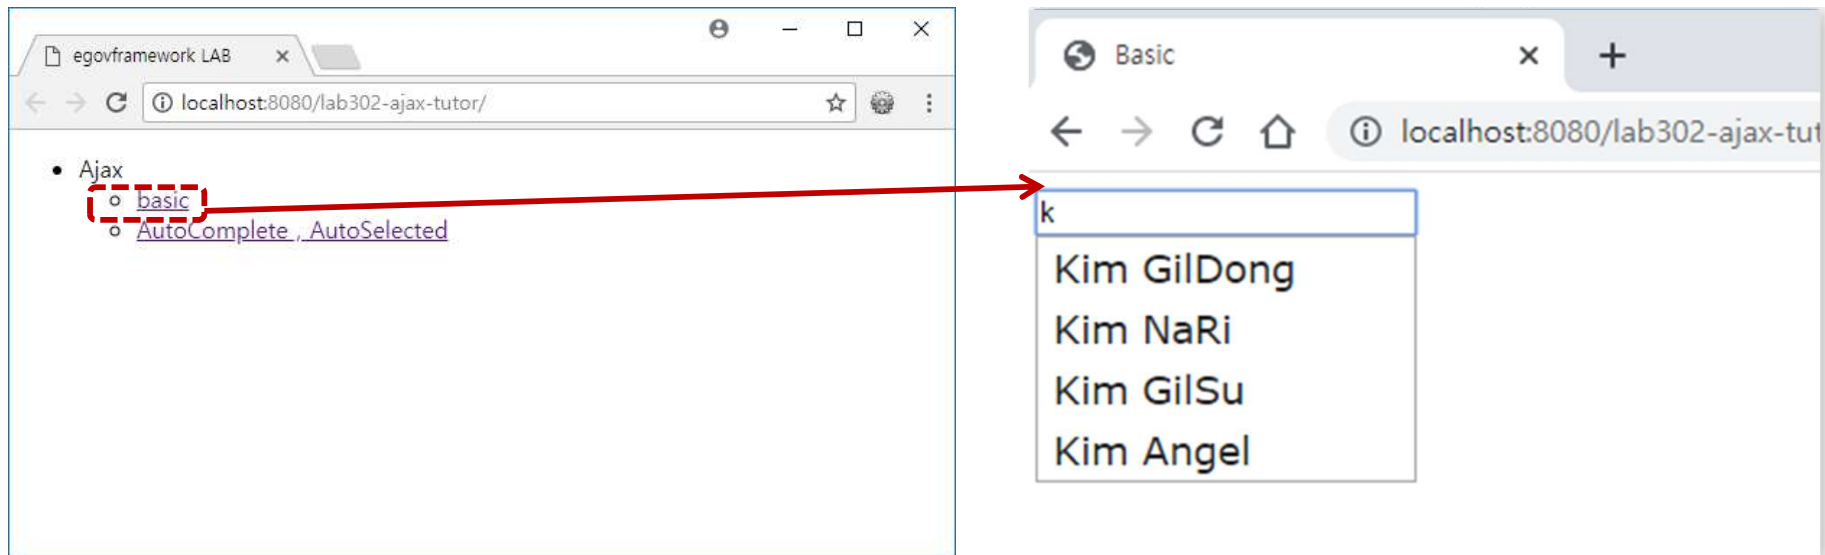 egovframework LAB
localhost:8080/lab302-ajax-tutor/
Ajax
basic
AutoComplete , AutoSelected
Basic
localhost:8080/lab302-ajax-tut
k
Kim GilDong
Kim NaRi
Kim GilSu
Kim Angel